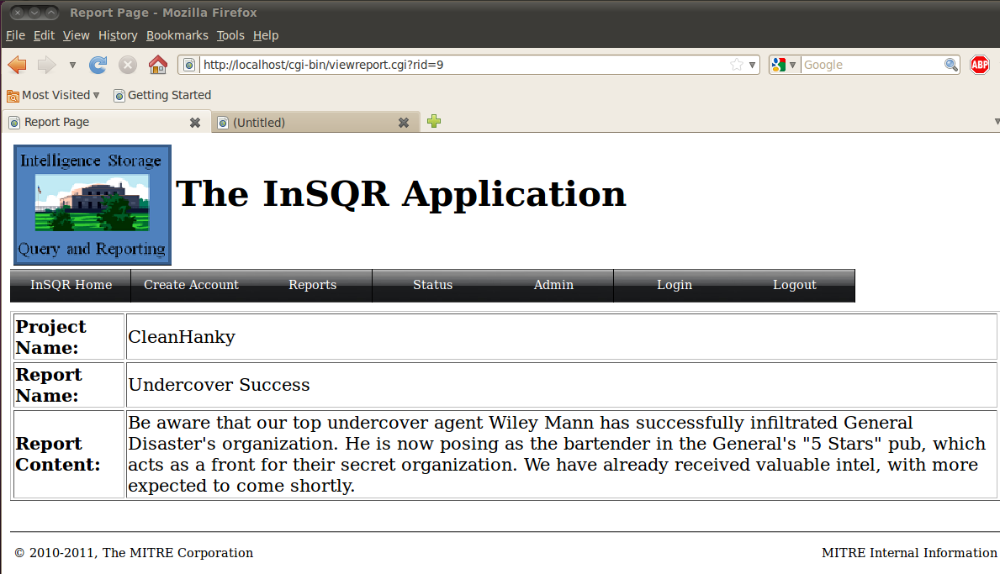 Report Page - Mozilla Firefox
File Edit View History Bookmarks Tools Help
http://localhost/cgi-bin/viewreport.cgi?rid=9
Google
ABP
Most Visited
Getting Started
Report Page
(Untitled)
Intelligence Storage
Query and Reporting
The InSQR Application
InSQR Home Create Account Reports Status Admin Login Logout
Project
Name:
CleanHanky
Report
Name:
Undercover Success
Report
Content:
Be aware that our top undercover agent Wiley Mann has successfully infiltrated General
Disaster's organization. He is now posing as the bartender in the General's "5 Stars" pub, which
acts as a front for their secret organization. We have already received valuable intel, with more
expected to come shortly.
© 2010-2011, The MITRE Corporation
MITRE Internal Information